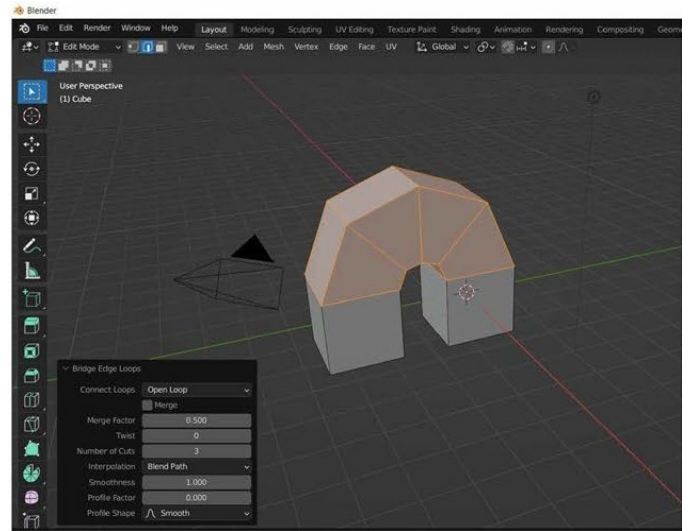 Blender
File Edit Render Window Help Layout Modeling Sculpting UV Editing Texture Paint Shading Animation Rendering Compositing Geome
Edit Mode View Select Add Mesh Vertex Edge Face UV Global
User Perspective
(1) Cube
Bridge Edge Loops
Connect Loops Open Loop
Merge
Merge Factor 0.500
Twist 0
Number of Cuts 3
Interpolation Blend Path
Smoothness 1.000
Profile Factor 0.000
Profile Shape Smooth